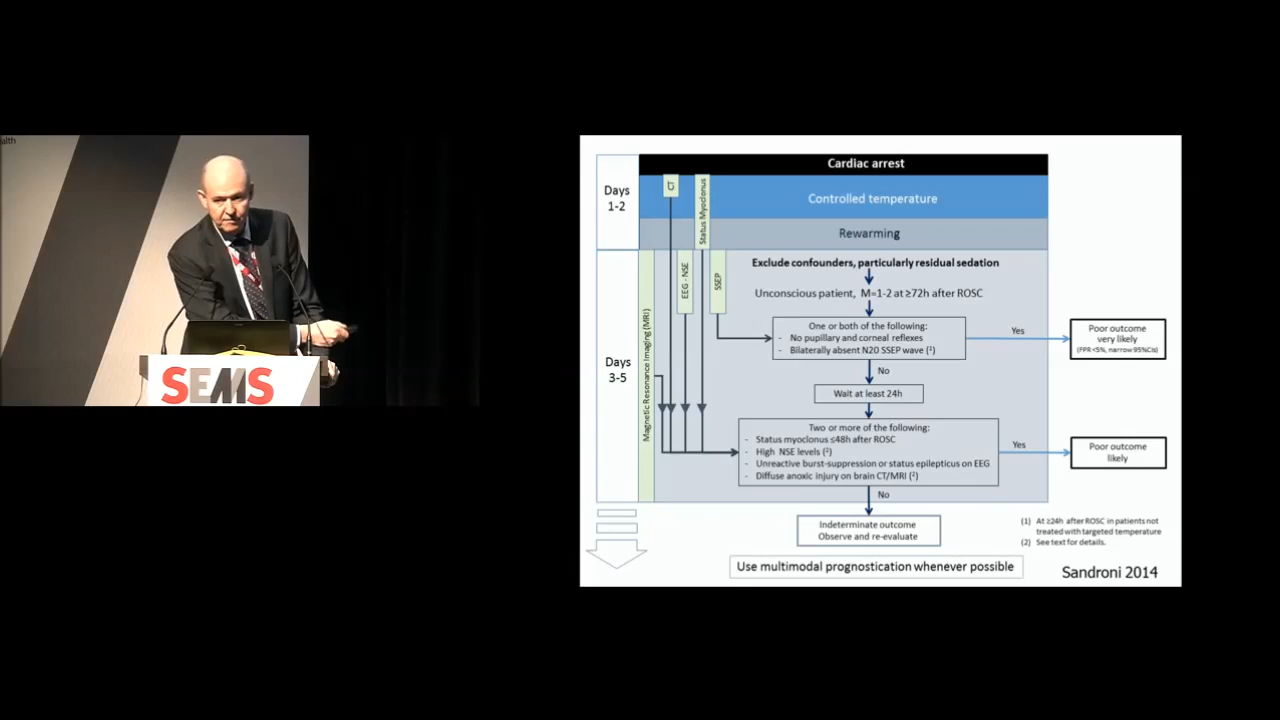 alth
SEMS
Cardiac arrest
Days
1-2
CT
Status Myoclonus
Controlled temperature
Rewarming
Days
3-5
Magnetic Resonance Imaging (MRI)
EEG - NSE
SSEP
Exclude confounders, particularly residual sedation
Unconscious patient, M=1-2 at ≥72h after ROSC
One or both of the following:
- No pupillary and corneal reflexes
- Bilaterally absent N20 SSEP wave (¹)
Yes
Poor outcome
very likely
(FPR <5%, narrow 95%CIs)
No
Wait at least 24h
Two or more of the following:
- Status myoclonus ≤48h after ROSC
- High NSE levels (²)
- Unreactive burst-suppression or status epilepticus on EEG
- Diffuse anoxic injury on brain CT/MRI (²)
Yes
Poor outcome
likely
No
Indeterminate outcome
Observe and re-evaluate
(1) At ≥24h after ROSC in patients not
treated with targeted temperature
(2) See text for details.
Use multimodal prognostication whenever possible
Sandroni 2014